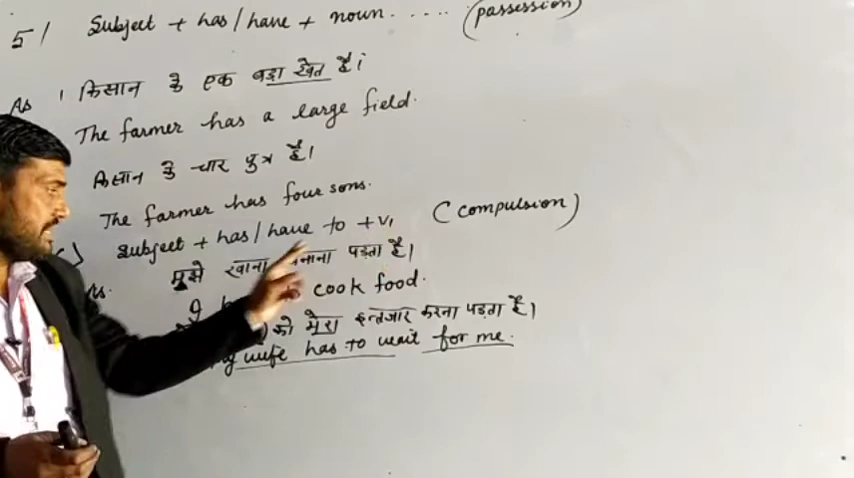 5/ Subject + has/have + noun..... (possession)
As 1 किसान के एक बड़ा खेत है।
The farmer has a large field.
किसान के चार पुत्र है।
The farmer has four sons.
Subject + has/have to + V1 (compulsion)
मुझे खाना पड़ता है।
I cook food.
को मेरा इन्तजार करना पड़ता है।
wife has to wait for me.